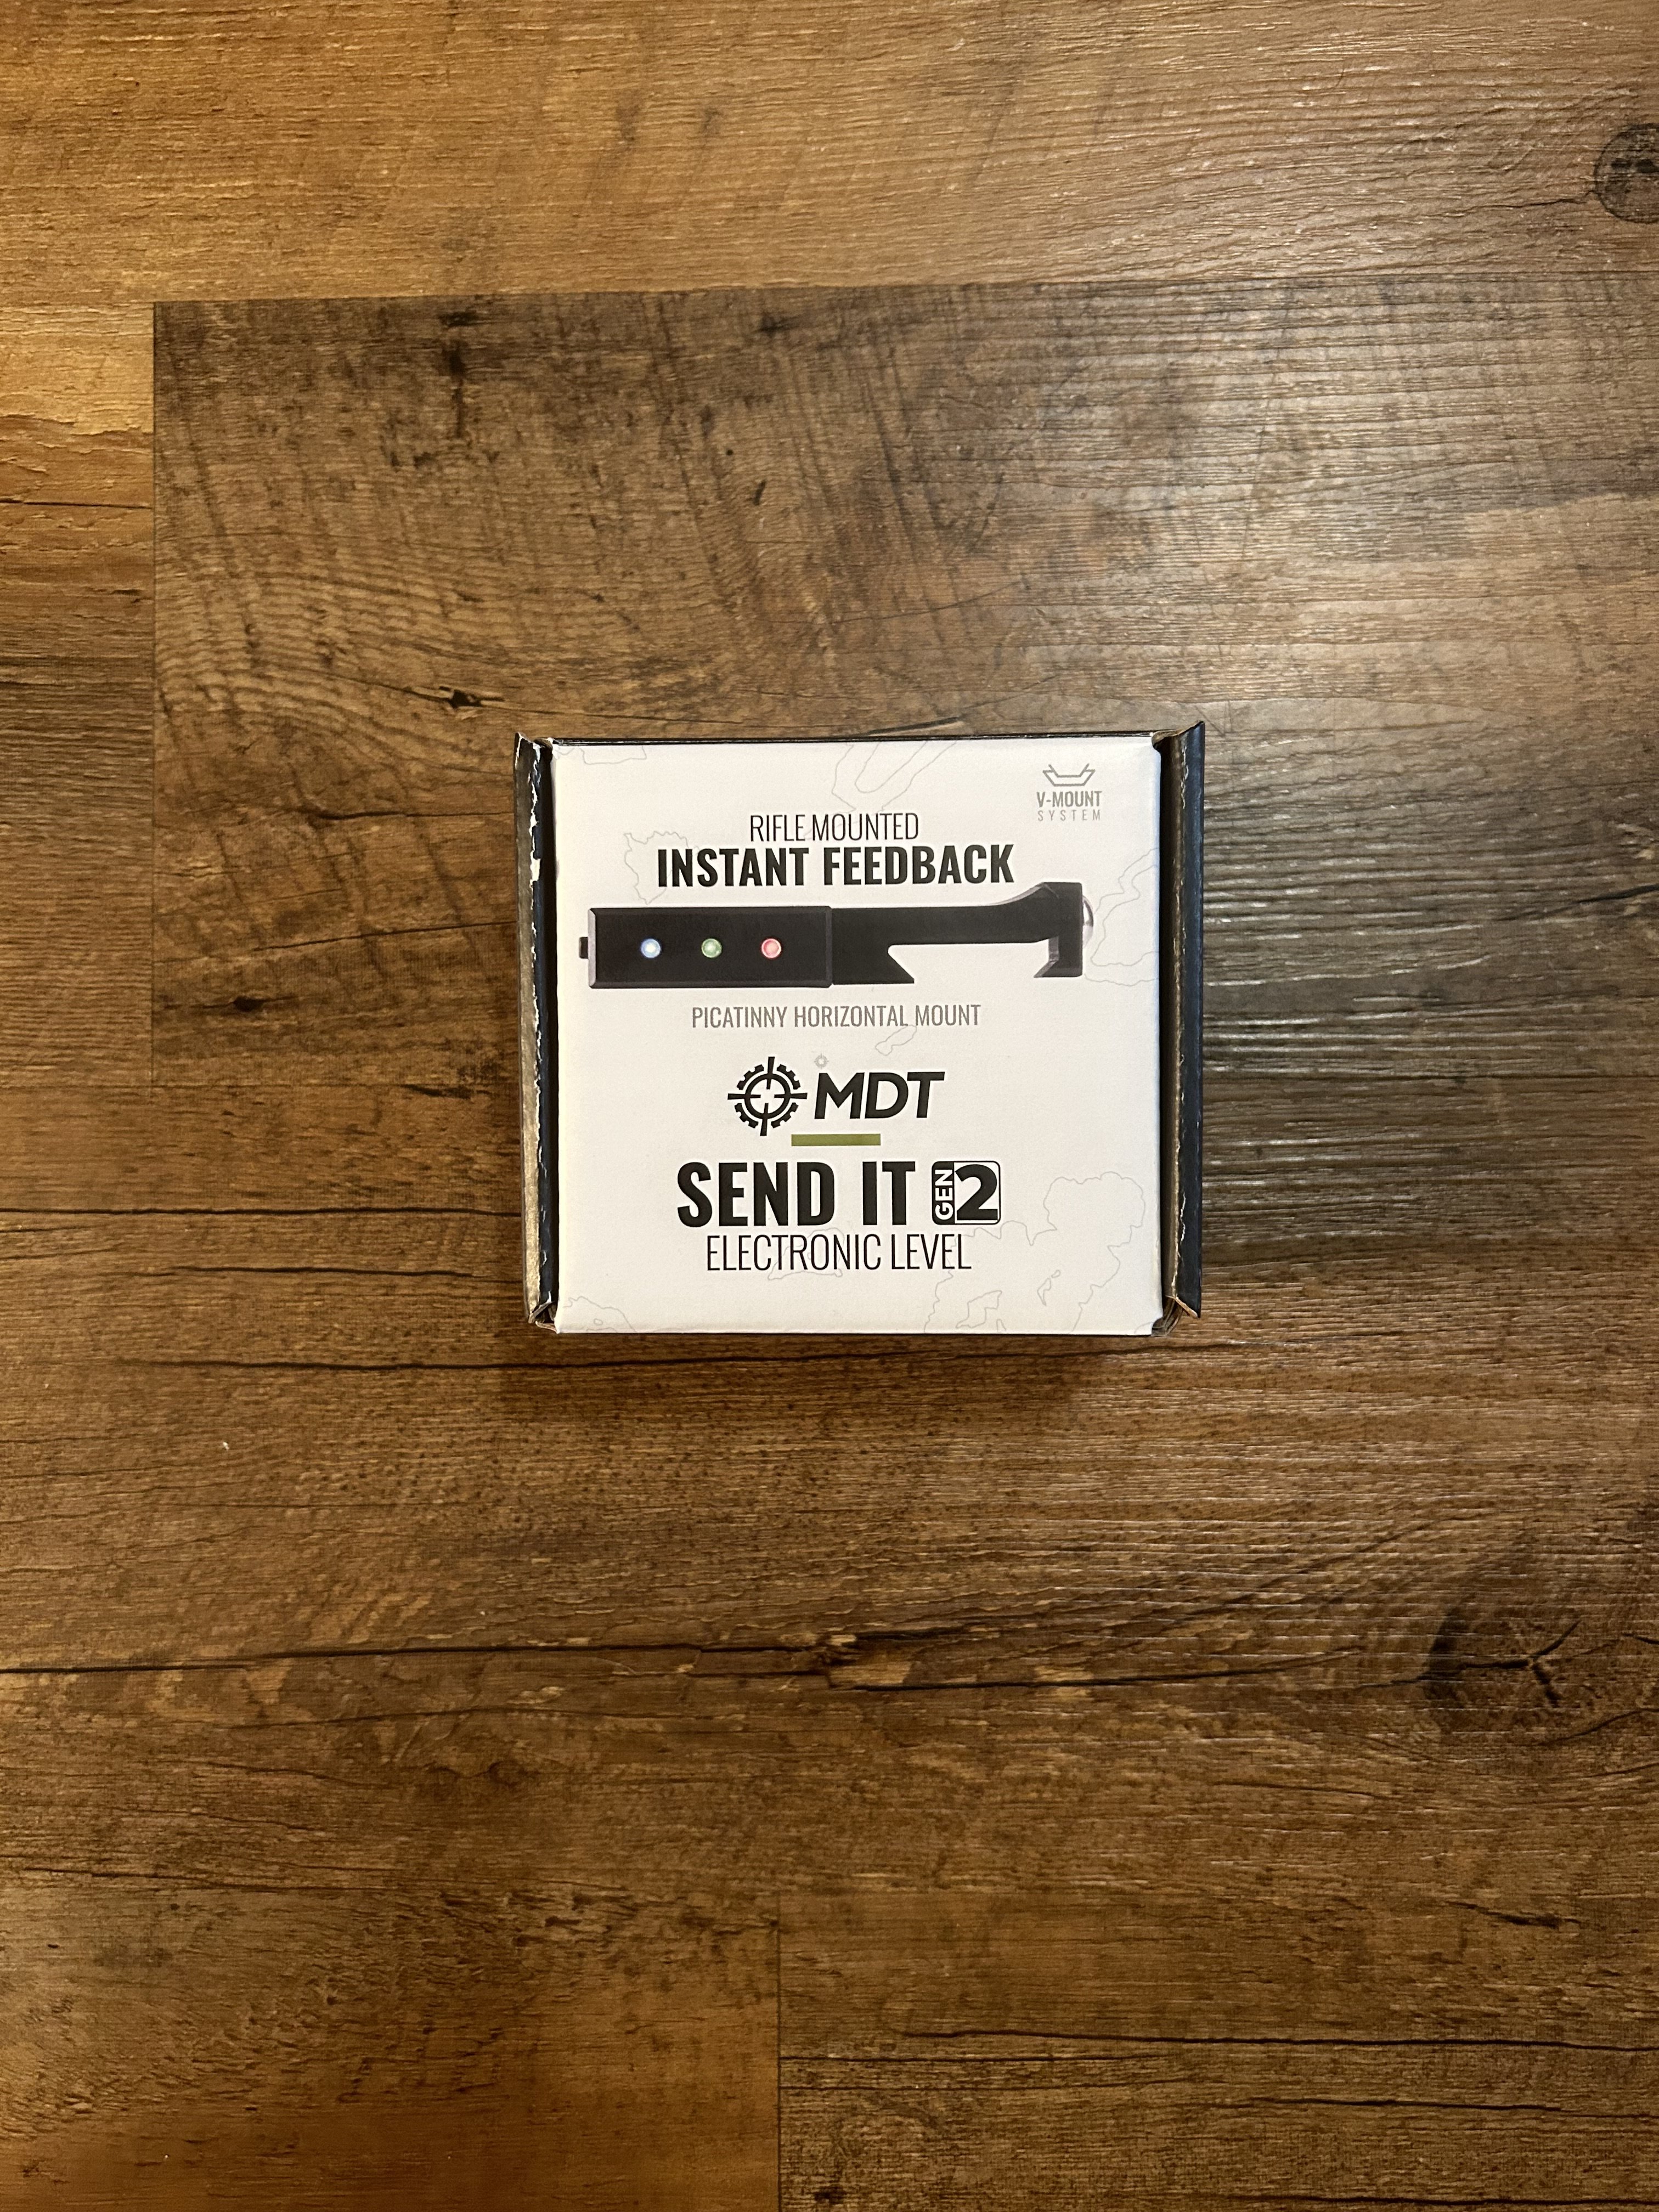 V-MOUNT
SYSTEM
RIFLE MOUNTED
INSTANT FEEDBACK
PICATINNY HORIZONTAL MOUNT
MDT
SEND IT GEN 2
ELECTRONIC LEVEL